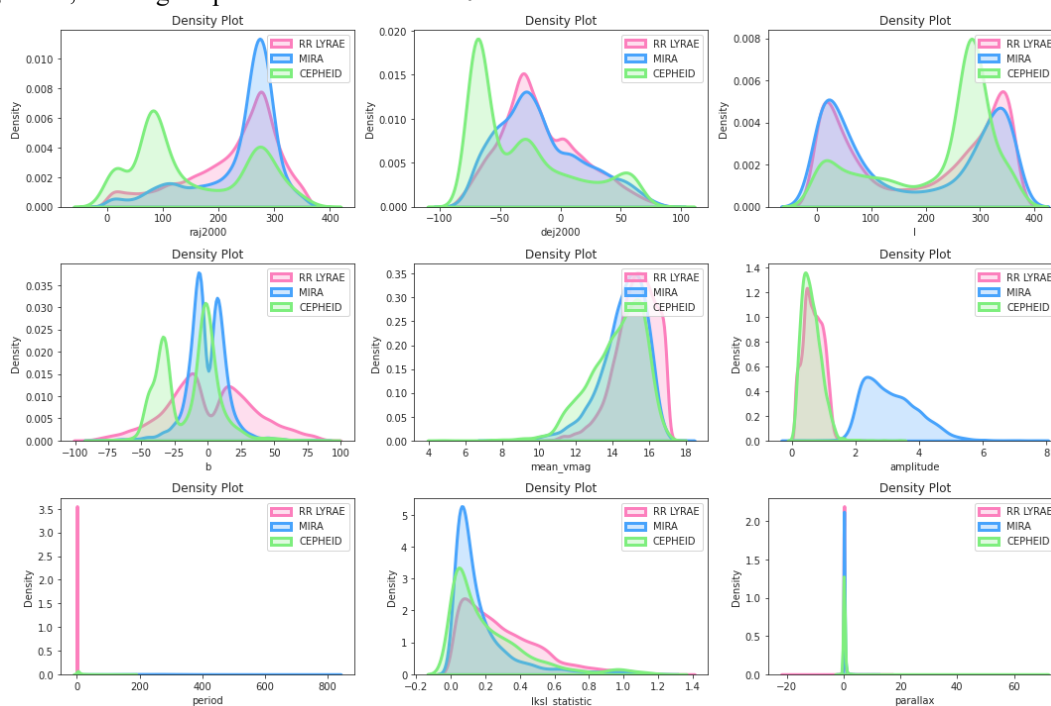 Density Plot Density Plot Density Plot
RR LYRAE
MIRA
CEPHEID
Density
0.010
0.008
0.006
0.004
0.002
0.000
0 100 200 300 400
raj2000
RR LYRAE
MIRA
CEPHEID
Density
0.020
0.015
0.010
0.005
0.000
-100 -50 0 50 100
dej2000
RR LYRAE
MIRA
CEPHEID
Density
0.008
0.006
0.004
0.002
0.000
0 100 200 300 400
l
Density Plot Density Plot Density Plot
RR LYRAE
MIRA
CEPHEID
Density
0.035
0.030
0.025
0.020
0.015
0.010
0.005
0.000
-100 -75 -50 -25 0 25 50 75 100
b
RR LYRAE
MIRA
CEPHEID
Density
0.35
0.30
0.25
0.20
0.15
0.10
0.05
0.00
4 6 8 10 12 14 16 18
mean_vmag
RR LYRAE
MIRA
CEPHEID
Density
1.4
1.2
1.0
0.8
0.6
0.4
0.2
0.0
0 2 4 6 8
amplitude
Density Plot Density Plot Density Plot
RR LYRAE
MIRA
CEPHEID
Density
3.5
3.0
2.5
2.0
1.5
1.0
0.5
0.0
0 200 400 600 800
period
RR LYRAE
MIRA
CEPHEID
Density
5
4
3
2
1
0
-0.2 0.0 0.2 0.4 0.6 0.8 1.0 1.2 1.4
lksl_statistic
RR LYRAE
MIRA
CEPHEID
Density
2.0
1.5
1.0
0.5
0.0
-20 0 20 40 60
parallax